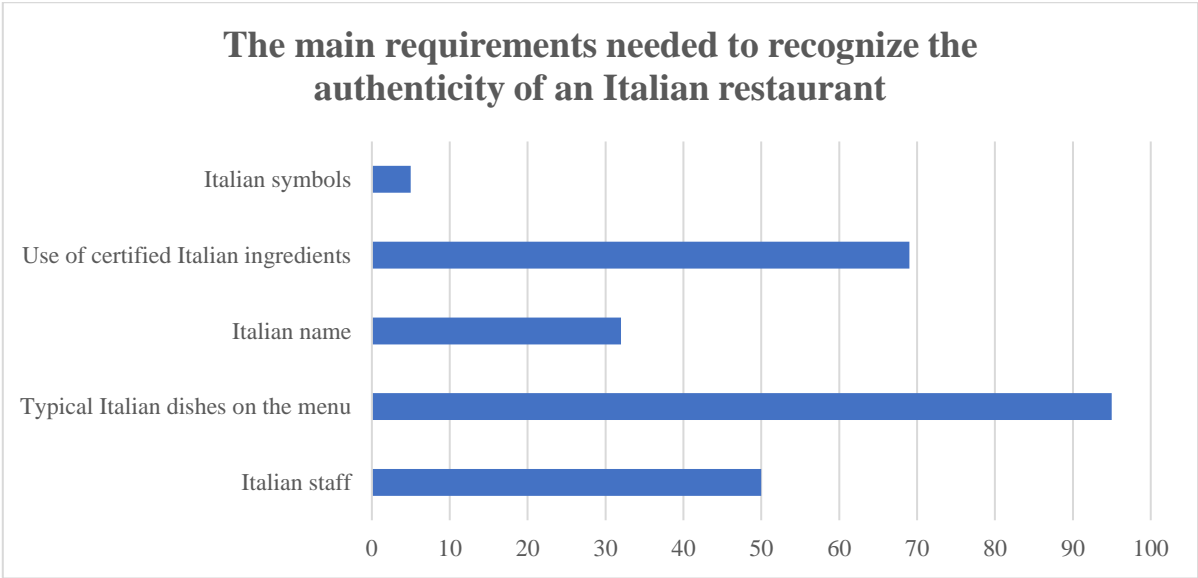 The main requirements needed to recognize the
authenticity of an Italian restaurant
Italian symbols
Use of certified Italian ingredients
Italian name
Typical Italian dishes on the menu
Italian staff
0 10 20 30 40 50 60 70 80 90 100